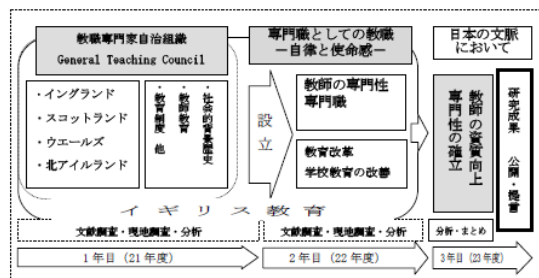 教職専門家自治組織
General Teaching Council
・イングランド
・スコットランド
・ウエールズ
・北アイルランド
・教育制度 他
・教師教育
・社会的背景歴史
設立
専門職としての教職
－自律と使命感－
教師の専門性
専門職
教育改革
学校教育の改善
イギリス教育
日本の文脈
において
教師の資質向上
専門性の確立
研究成果 公開・提言
文献調査・現地調査・分析
文献調査・現地調査・分析
分析・まとめ
1年目（21年度）
2年目（22年度）
3年目（23年度）